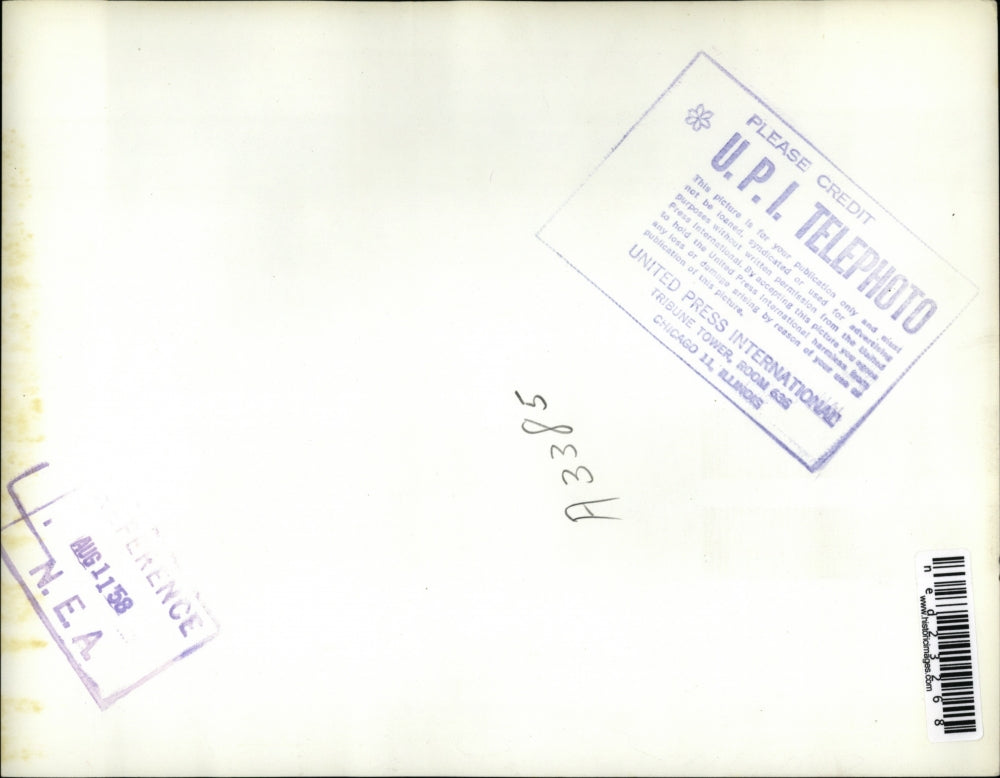 PLEASE CREDIT
U. P. I. TELEPHOTO
This picture is for your publication only and must
not be loaned, syndicated or used for advertising
purposes without written permission from the United
Press International. By accepting this picture you agree
to hold the United Press International harmless from
any loss or damage arising by reason of your use or
publication of this picture.
UNITED PRESS INTERNATIONAL
TRIBUNE TOWER, ROOM 636
CHICAGO 11, ILLINOIS
A3385
AUG 11 '58
N. E. A.
ned23268
www.historicimages.com